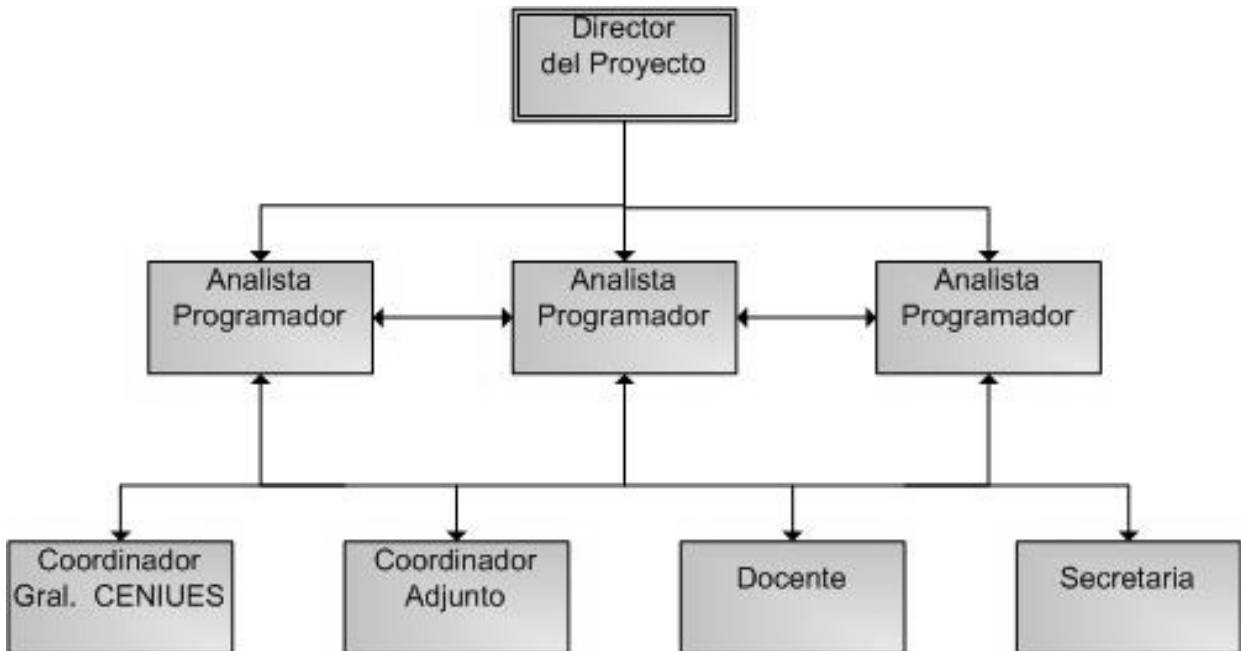 Director
del Proyecto
Analista
Programador
Analista
Programador
Analista
Programador
Coordinador
Gral. CENIUES
Coordinador
Adjunto
Docente
Secretaria